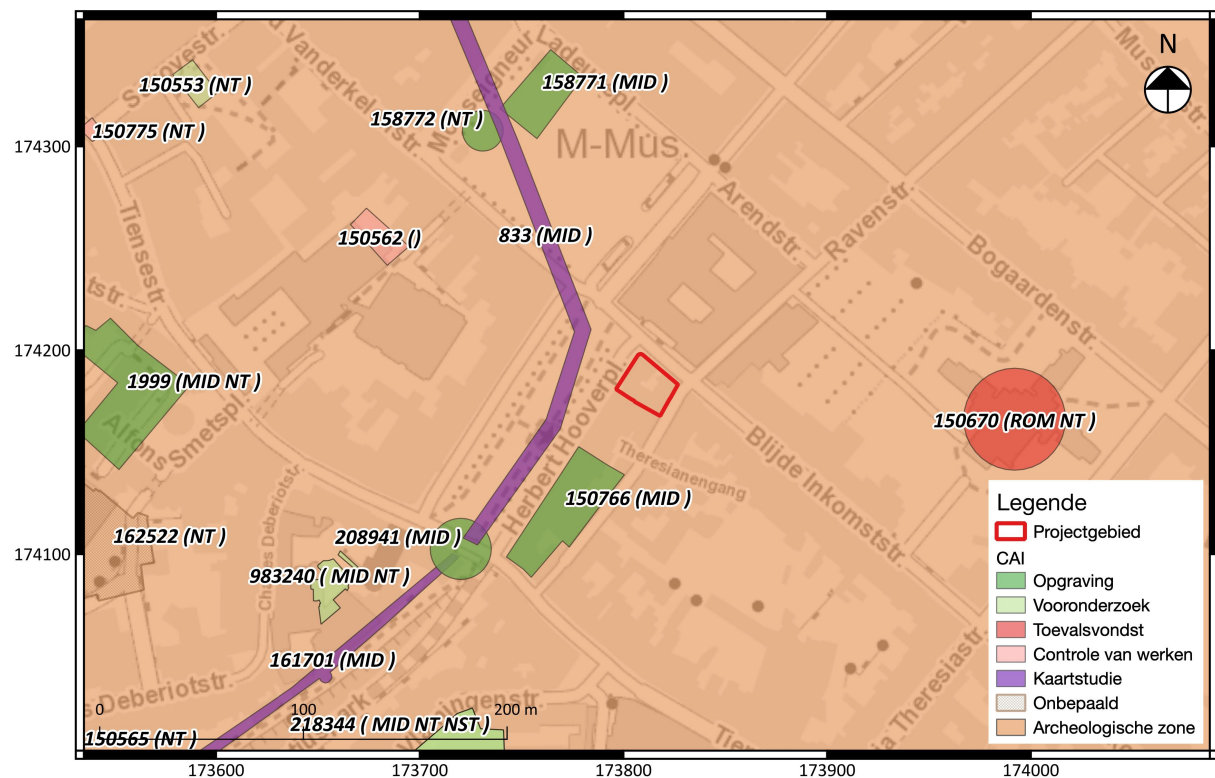 N
150553 (NT )
158771 (MID )
158772 (NT )
150775 (NT )
M-Mus.
Arendstr.
Ravenstr.
Bogaardenstr.
Tiensestr.
150562 ()
833 (MID )
1999 (MID NT )
Alfons Smetspl.
Herbert Hooverpl.
150670 (ROM NT )
Blijde Inkomststr.
Theresianengang
150766 (MID )
208941 (MID )
162522 (NT )
Charles Deberiotstr.
983240 ( MID NT )
161701 (MID )
s Deberiotstr.
218344 ( MID NT NST )
150565 (NT )
0
100
200 m
174300
174200
174100
173600
173700
173800
173900
174000
Legende
Projectgebied
CAI
Opgraving
Vooronderzoek
Toevalsvondst
Controle van werken
Kaartstudie
Onbepaald
Archeologische zone